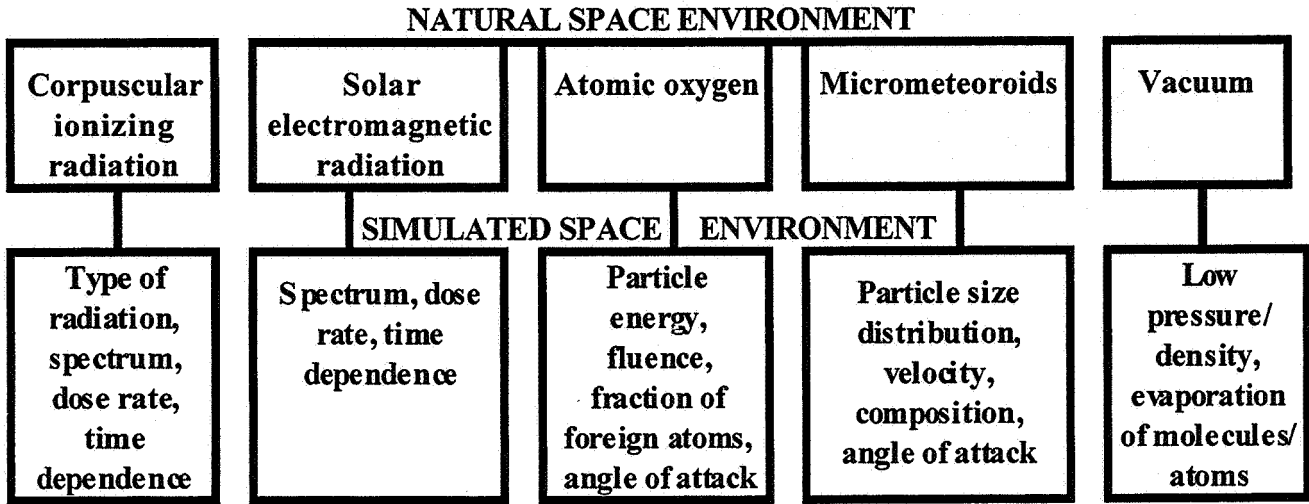 NATURAL SPACE ENVIRONMENT
Corpuscular
ionizing
radiation
Solar
electromagnetic
radiation
Atomic oxygen
Micrometeoroids
Vacuum
SIMULATED SPACE ENVIRONMENT
Type of
radiation,
spectrum,
dose rate,
time
dependence
Spectrum, dose
rate, time
dependence
Particle
energy,
fluence,
fraction of
foreign atoms,
angle of attack
Particle size
distribution,
velocity,
composition,
angle of attack
Low
pressure/
density,
evaporation
of molecules/
atoms